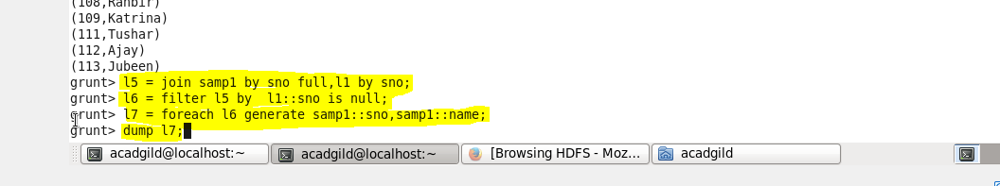 (108,Ranbir)
(109,Katrina)
(111,Tushar)
(112,Ajay)
(113,Jubeen)
grunt> l5 = join samp1 by sno full,l1 by sno;
grunt> l6 = filter l5 by  l1::sno is null;
grunt> l7 = foreach l6 generate samp1::sno,samp1::name;
grunt> dump l7;
acadgild@localhost:~ acadgild@localhost:~ [Browsing HDFS - Moz... acadgild